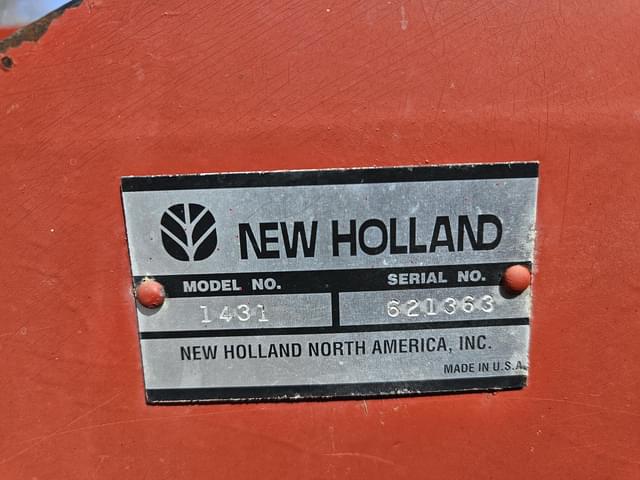 NEW HOLLAND
MODEL NO. SERIAL NO.
1431 621363
NEW HOLLAND NORTH AMERICA, INC.
MADE IN U.S.A.